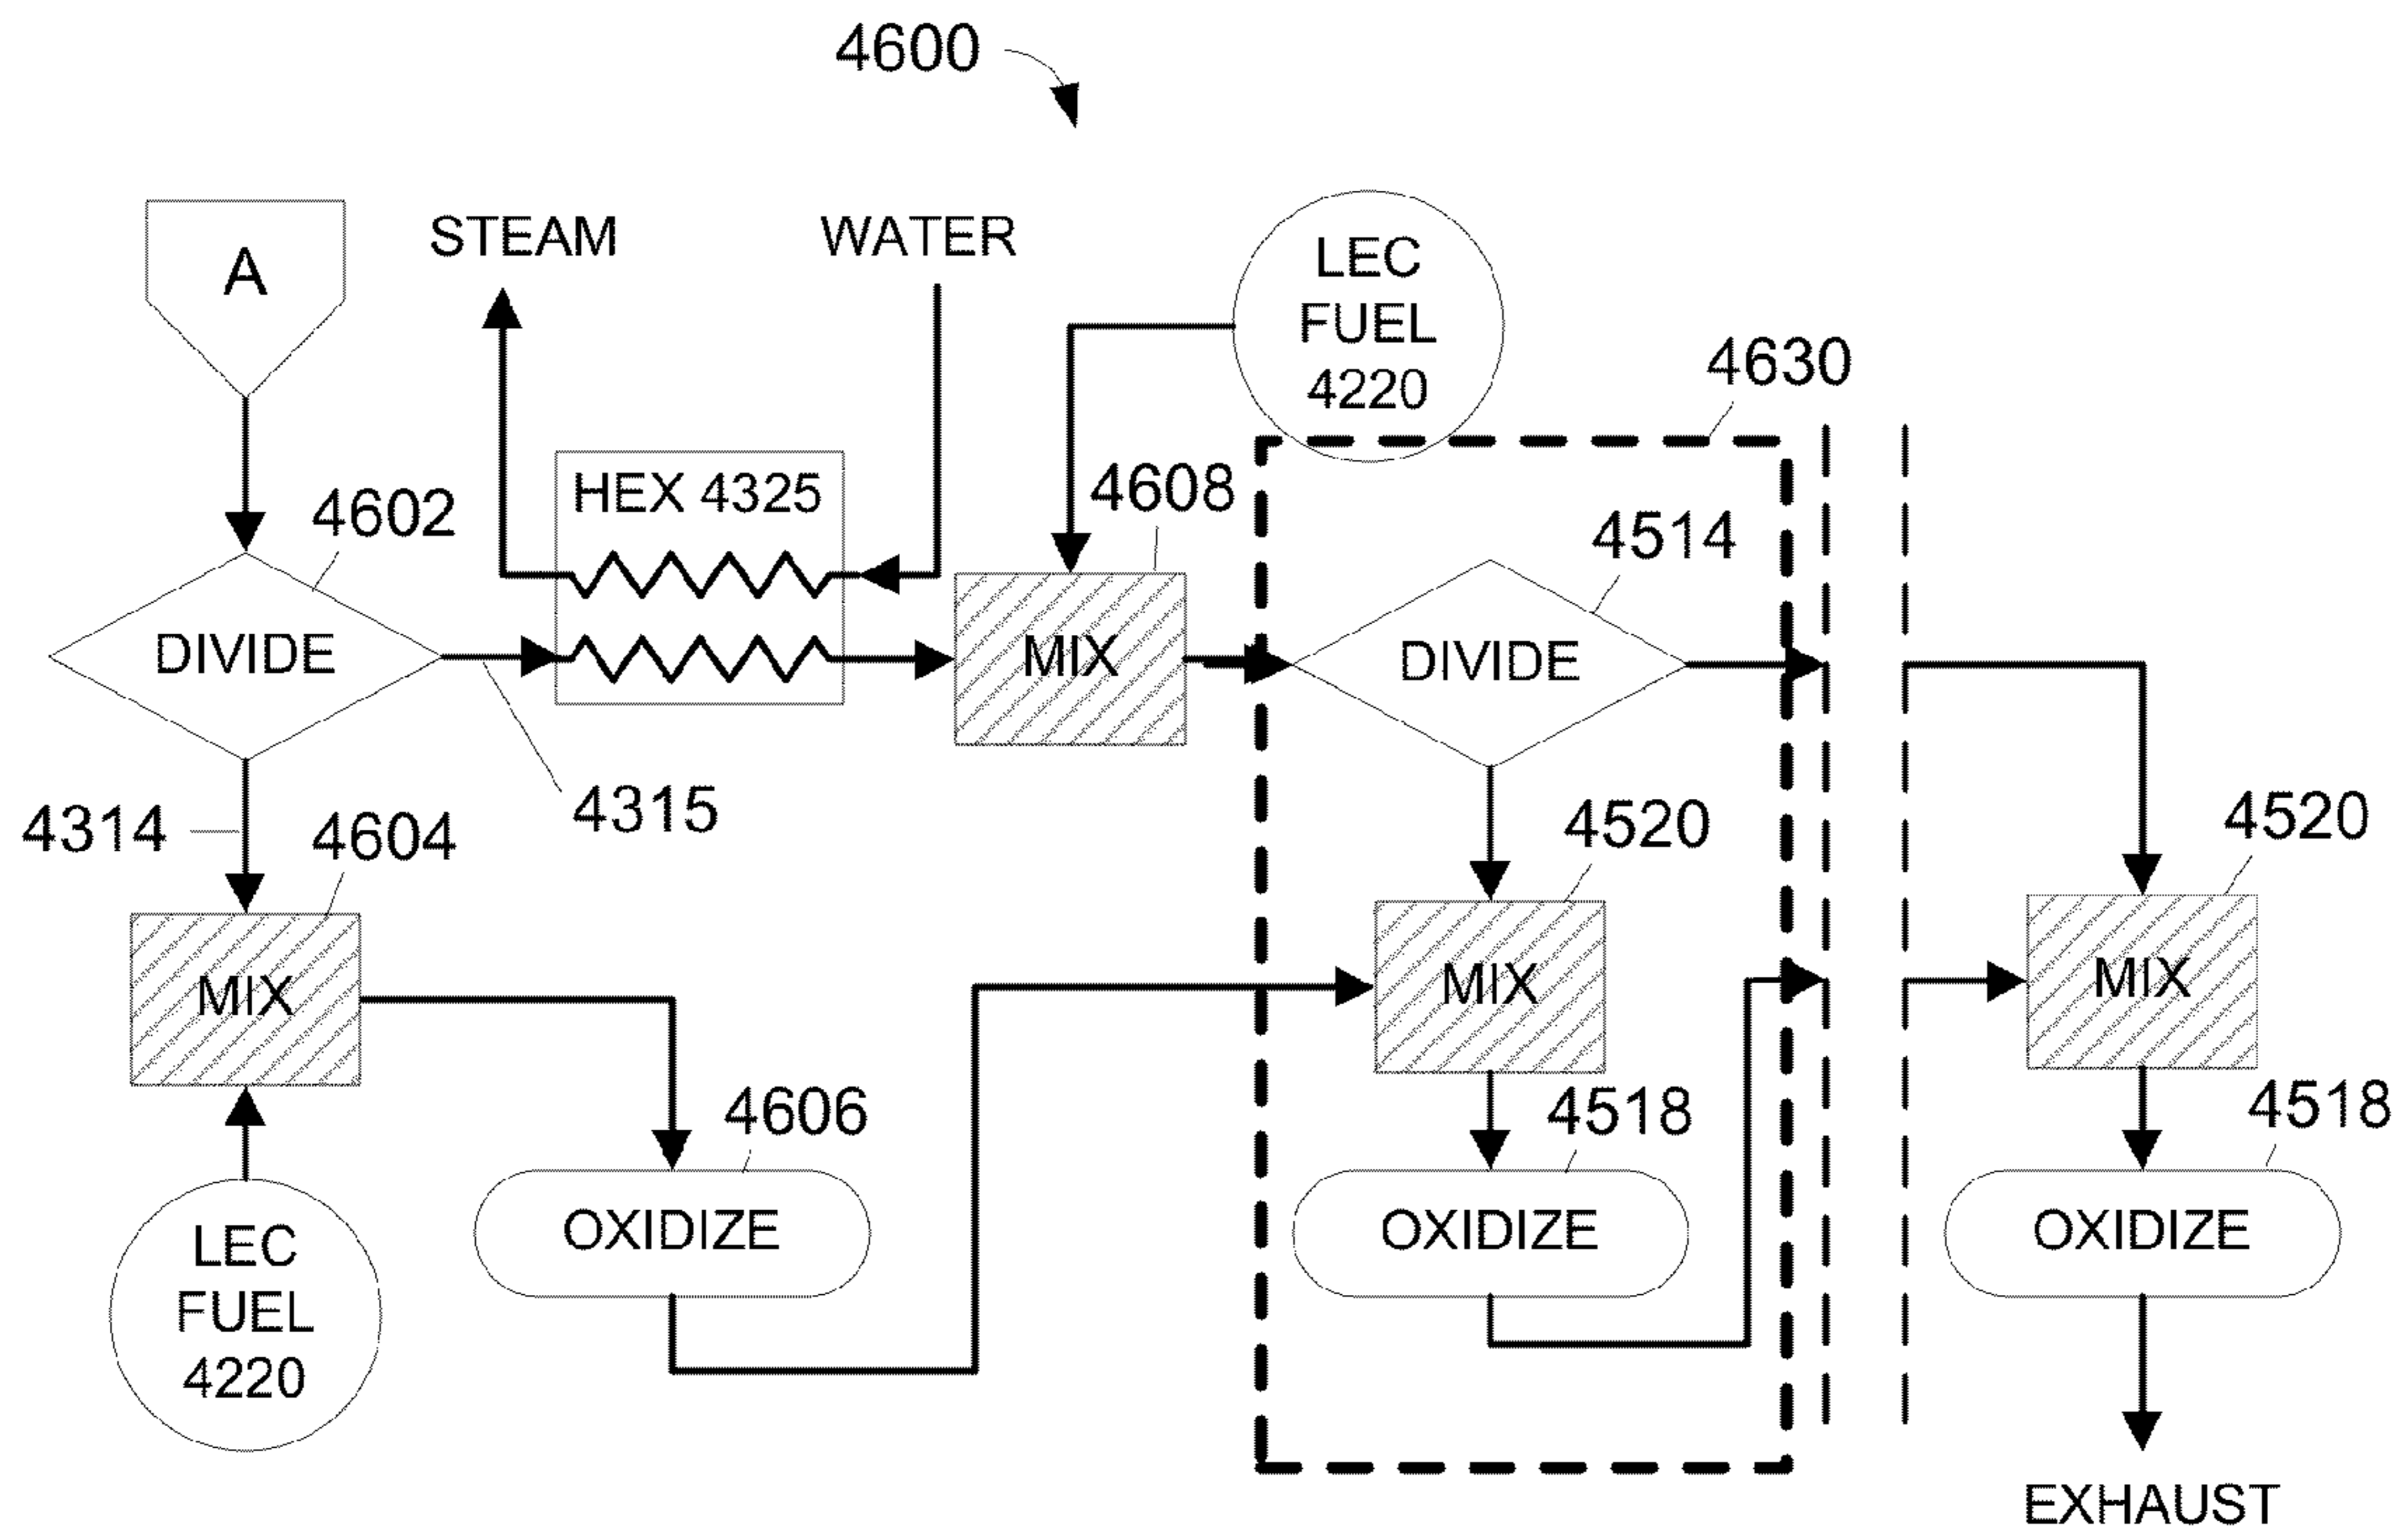 4600
A
STEAM
WATER
LEC
FUEL
4220
4630
HEX 4325
4602
4608
4514
DIVIDE
MIX
DIVIDE
4314
4604
4315
4520
4520
MIX
MIX
MIX
4606
4518
4518
LEC
FUEL
4220
OXIDIZE
OXIDIZE
OXIDIZE
EXHAUST